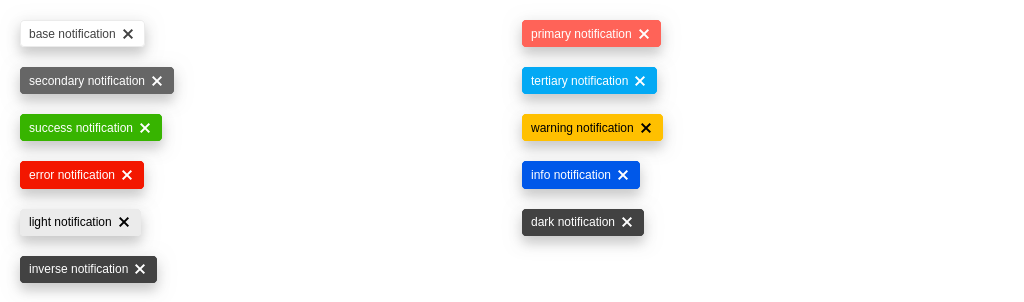 base notification
primary notification
secondary notification
tertiary notification
success notification
warning notification
error notification
info notification
light notification
dark notification
inverse notification